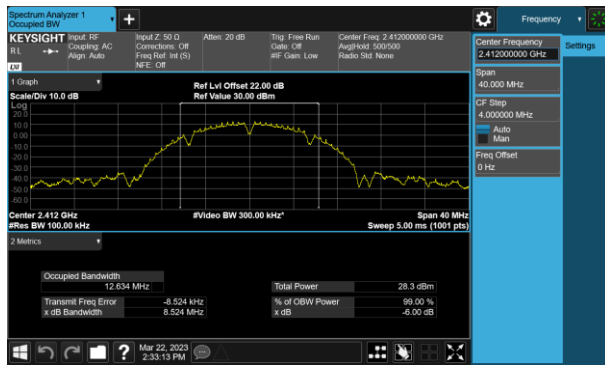 Spectrum Analyzer 1
Occupied BW
Frequency
KEYSIGHT
R L
LXI
Input: RF
Coupling: AC
Align: Auto
Input Z: 50 Ω
Corrections: Off
Freq Ref: Int (S)
NFE: Off
Atten: 20 dB
Trig: Free Run
Gate: Off
#IF Gain: Low
Center Freq: 2.412000000 GHz
Avg|Hold: 500/500
Radio Std: None
Center Frequency
2.412000000 GHz
Settings
Span
40.000 MHz
CF Step
4.000000 MHz
Auto
Man
Freq Offset
0 Hz
1 Graph
Scale/Div 10.0 dB
Ref Lvl Offset 22.00 dB
Ref Value 30.00 dBm
Log
20.0
10.0
0.00
-10.0
-20.0
-30.0
-40.0
-50.0
-60.0
Center 2.412 GHz
#Res BW 100.00 kHz
#Video BW 300.00 kHz*
Span 40 MHz
Sweep 5.00 ms (1001 pts)
2 Metrics
Occupied Bandwidth
12.634 MHz
Total Power 28.3 dBm
Transmit Freq Error -8.524 kHz
% of OBW Power 99.00 %
x dB Bandwidth 8.524 MHz
x dB -6.00 dB
?
Mar 22, 2023
2:33:13 PM